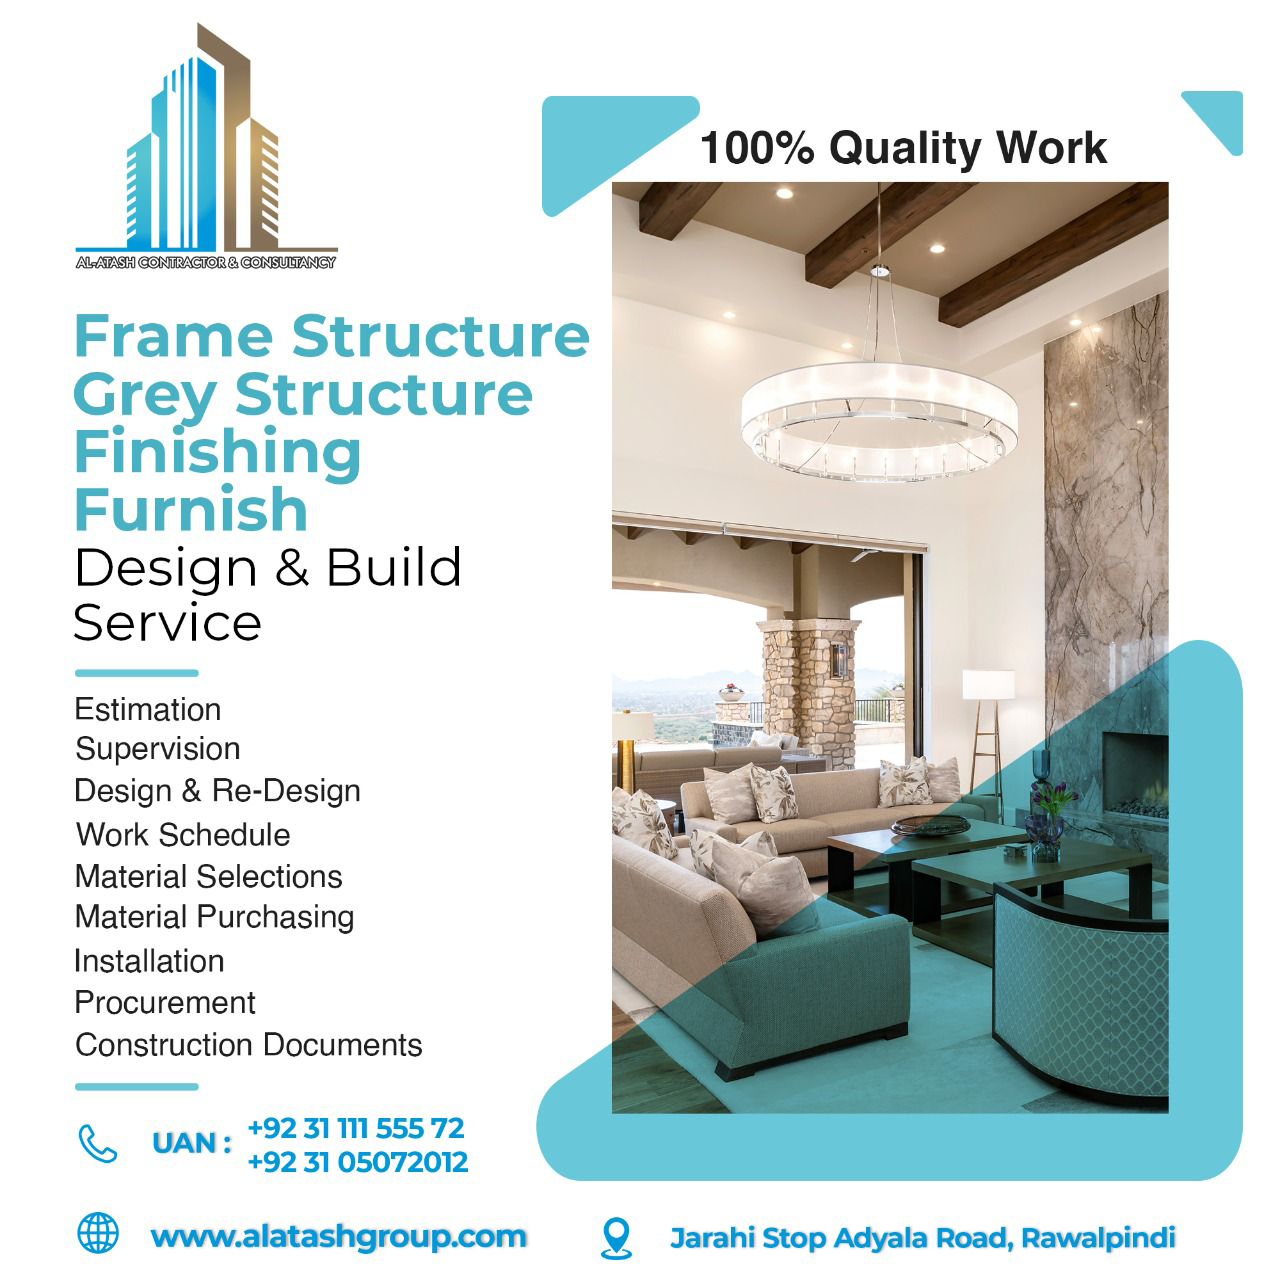 AL-ATASH CONTRACTOR & CONSULTANCY
100% Quality Work
Frame Structure
Grey Structure
Finishing
Furnish
Design & Build
Service
Estimation
Supervision
Design & Re-Design
Work Schedule
Material Selections
Material Purchasing
Installation
Procurement
Construction Documents
UAN : +92 31 111 555 72
+92 31 05072012
www.alatashgroup.com
Jarahi Stop Adyala Road, Rawalpindi